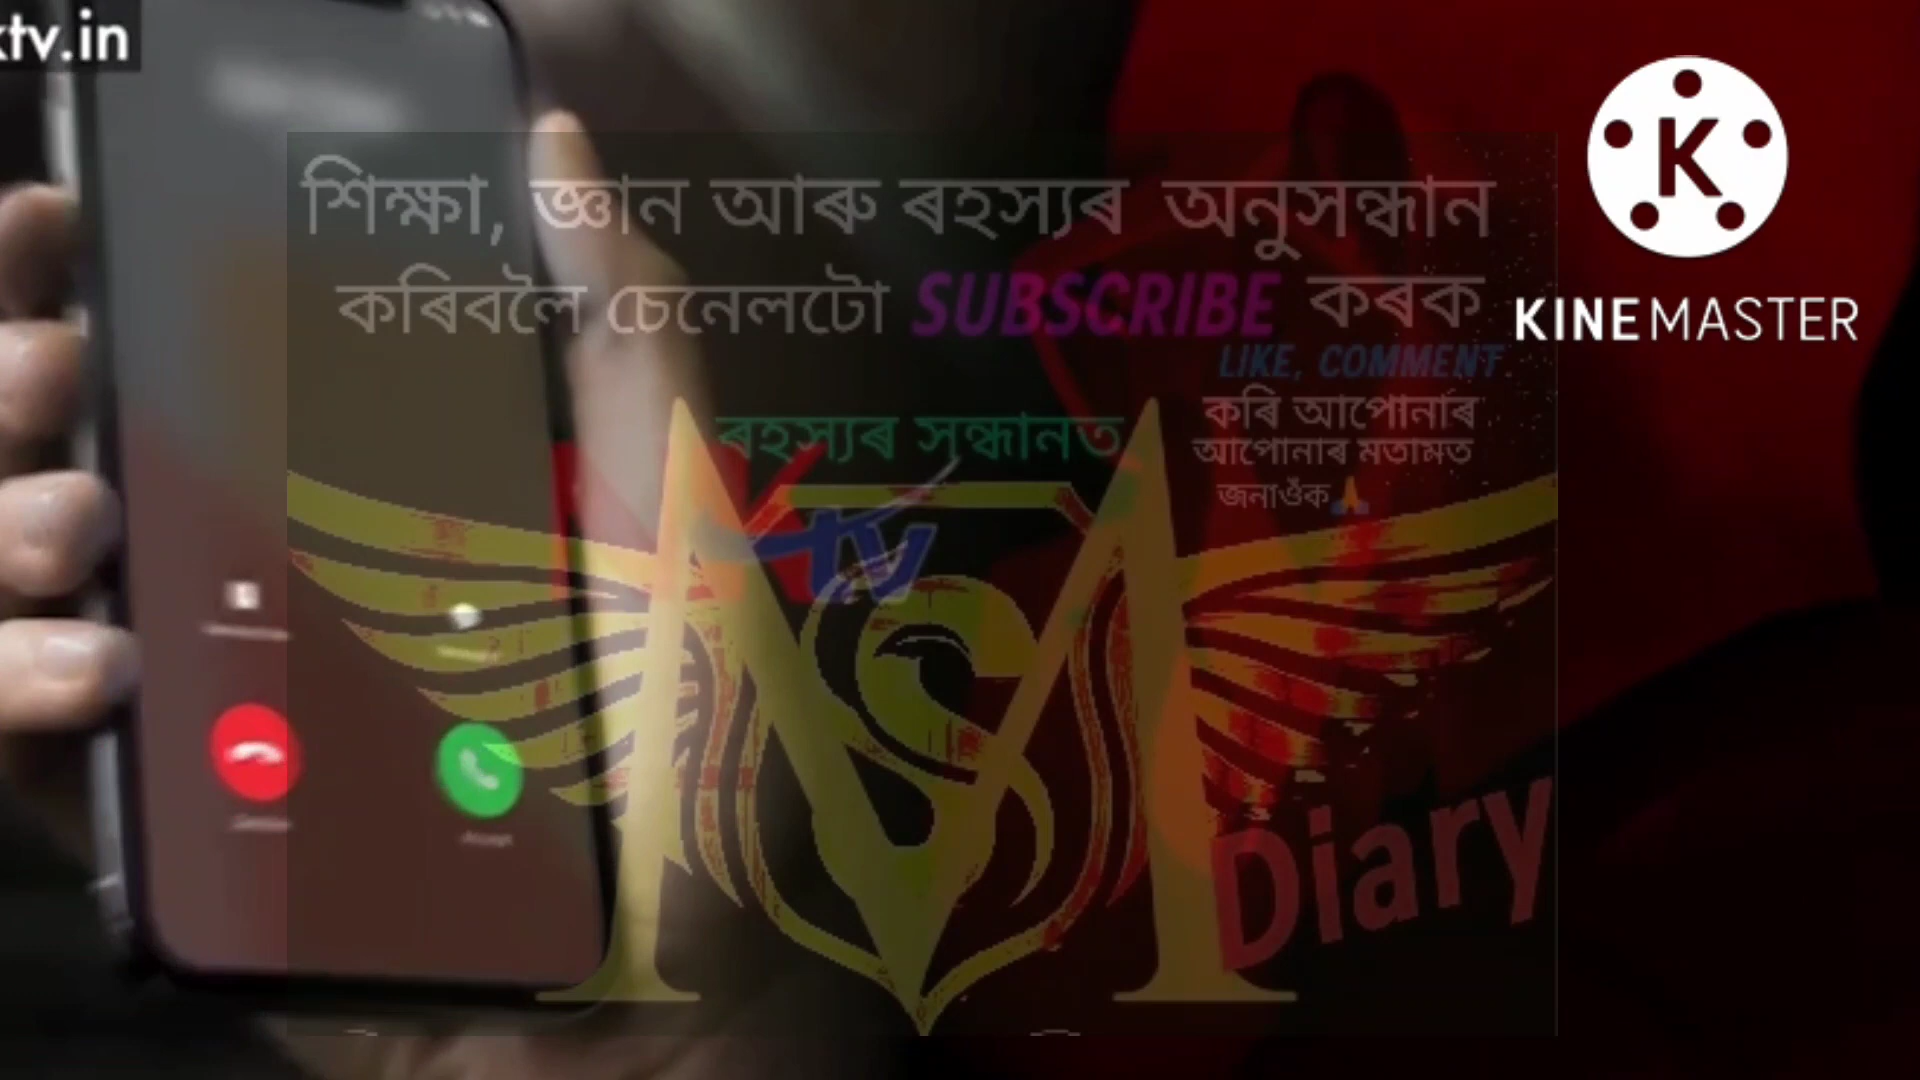 ktv.in
K
KINEMASTER
শিক্ষা, জ্ঞান আৰু ৰহস্যৰ অনুসন্ধান
কৰিবলৈ চেনেলটো SUBSCRIBE কৰক
LIKE, COMMENT
কৰি আপোনাৰ
আপোনাৰ মতামত
জনাওঁক🙏
ৰহস্যৰ সন্ধানত
tv
M
Diary